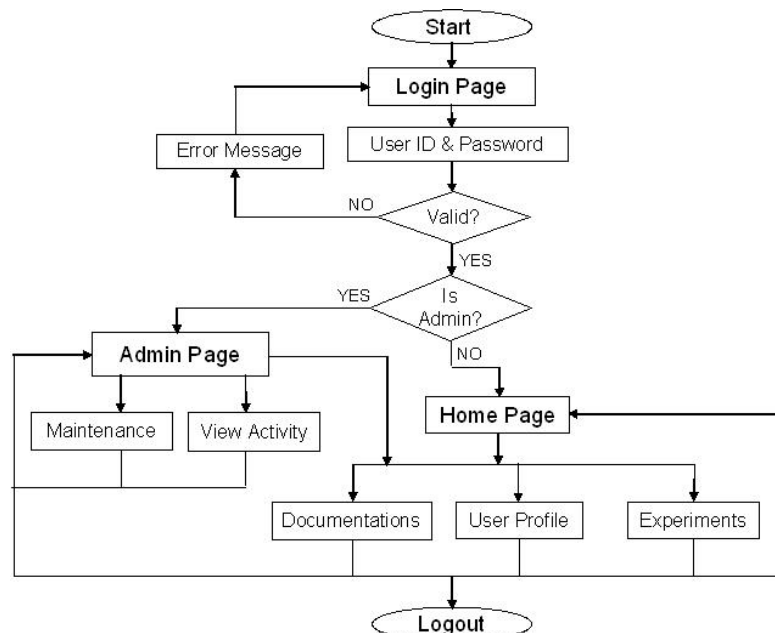 Start
Login Page
User ID & Password
Error Message
NO
Valid?
YES
YES
Is
Admin?
NO
Admin Page
Home Page
Maintenance
View Activity
Documentations
User Profile
Experiments
Logout